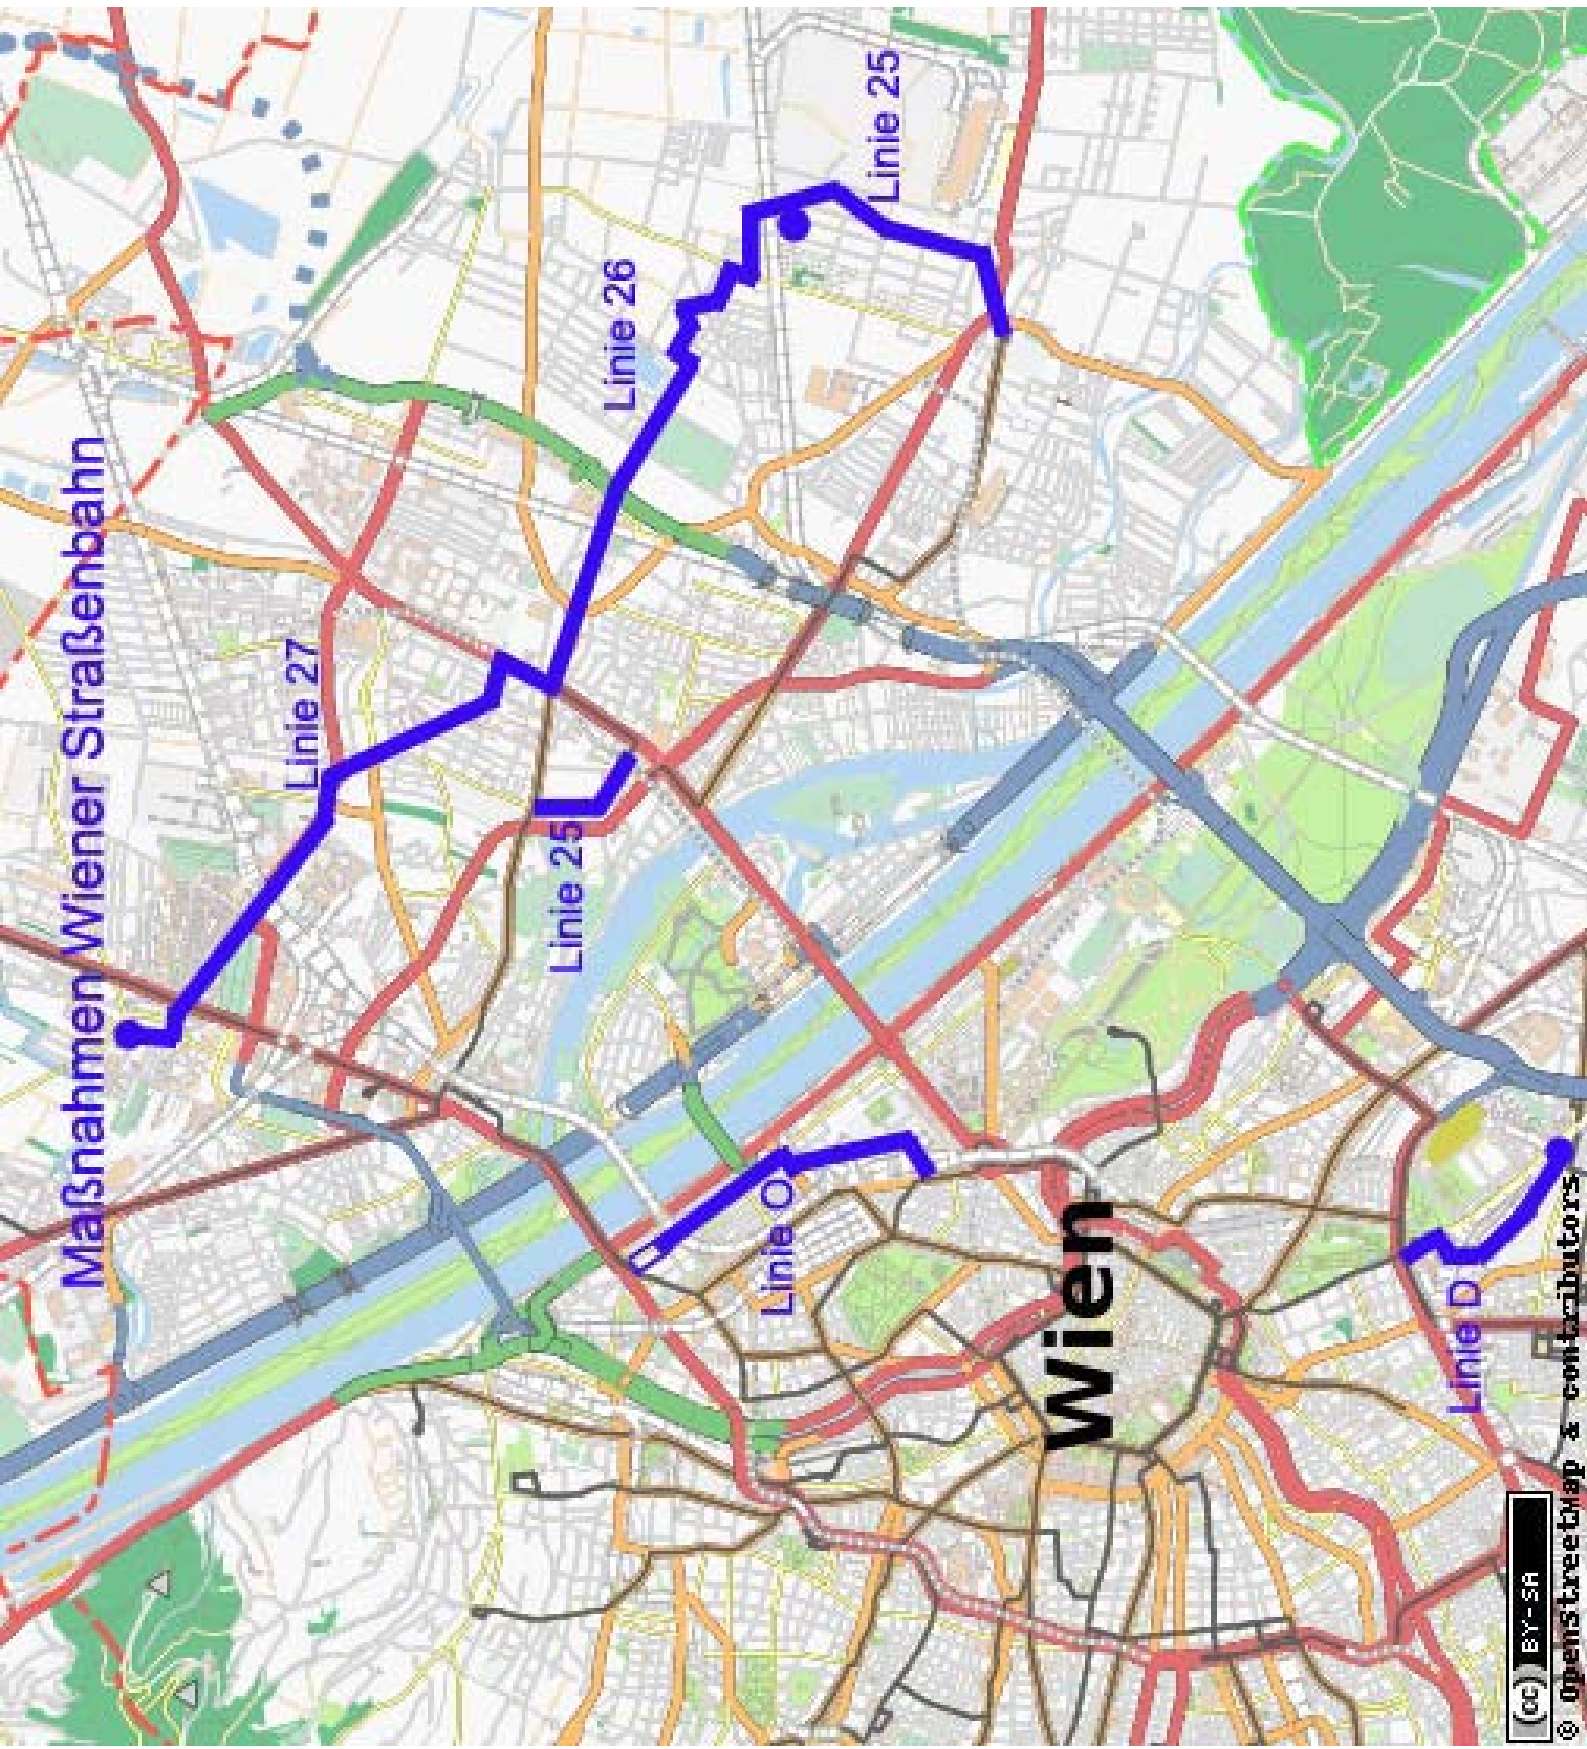 Maßnahmen Wiener Straßenbahn
Linie 27
Linie 26
Linie 25
Linie 25
Linie O
Wien
Linie D
(cc) BY-SA
© OpenStreetMap & contributors